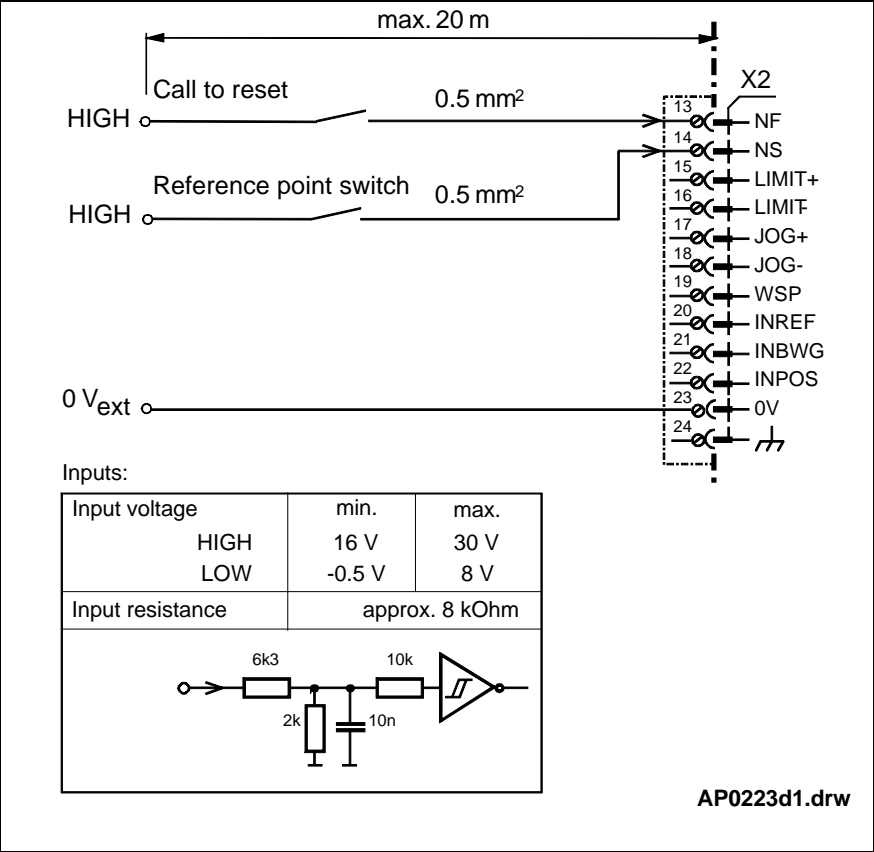 max. 20 m
X2
Call to reset
0.5 mm²
HIGH
13
NF
14
NS
Reference point switch
0.5 mm²
HIGH
15
LIMIT+
16
LIMIT-
17
JOG+
18
JOG-
19
WSP
20
INREF
21
INBWG
22
INPOS
0 Vext
23
0V
24
Inputs:
Input voltage min. max.
HIGH 16 V 30 V
LOW -0.5 V 8 V
Input resistance approx. 8 kOhm
6k3 10k
2k 10n
AP0223d1.drw